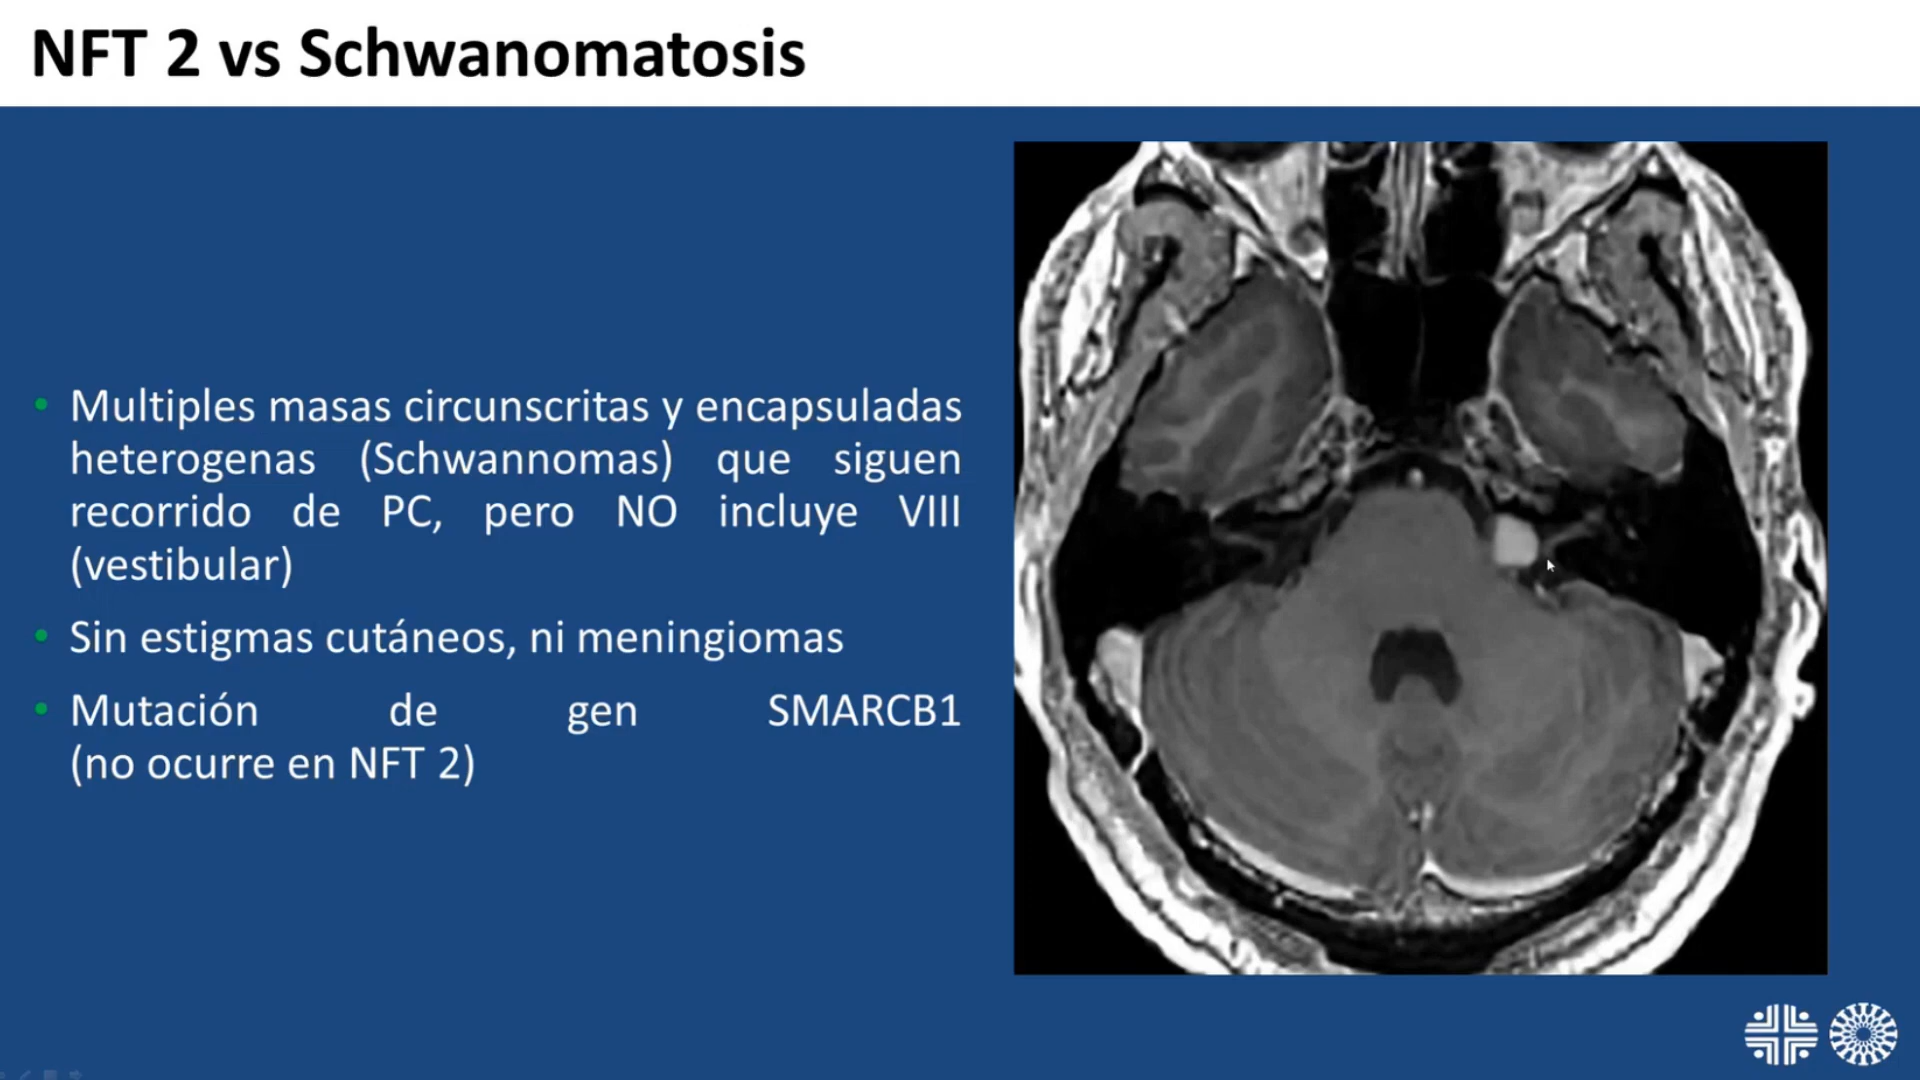 NFT 2 vs Schwanomatosis
• Multiples masas circunscritas y encapsuladas
heterogenas (Schwannomas) que siguen
recorrido de PC, pero NO incluye VIII
(vestibular)
• Sin estigmas cutáneos, ni meningiomas
• Mutación de gen SMARCB1
(no ocurre en NFT 2)